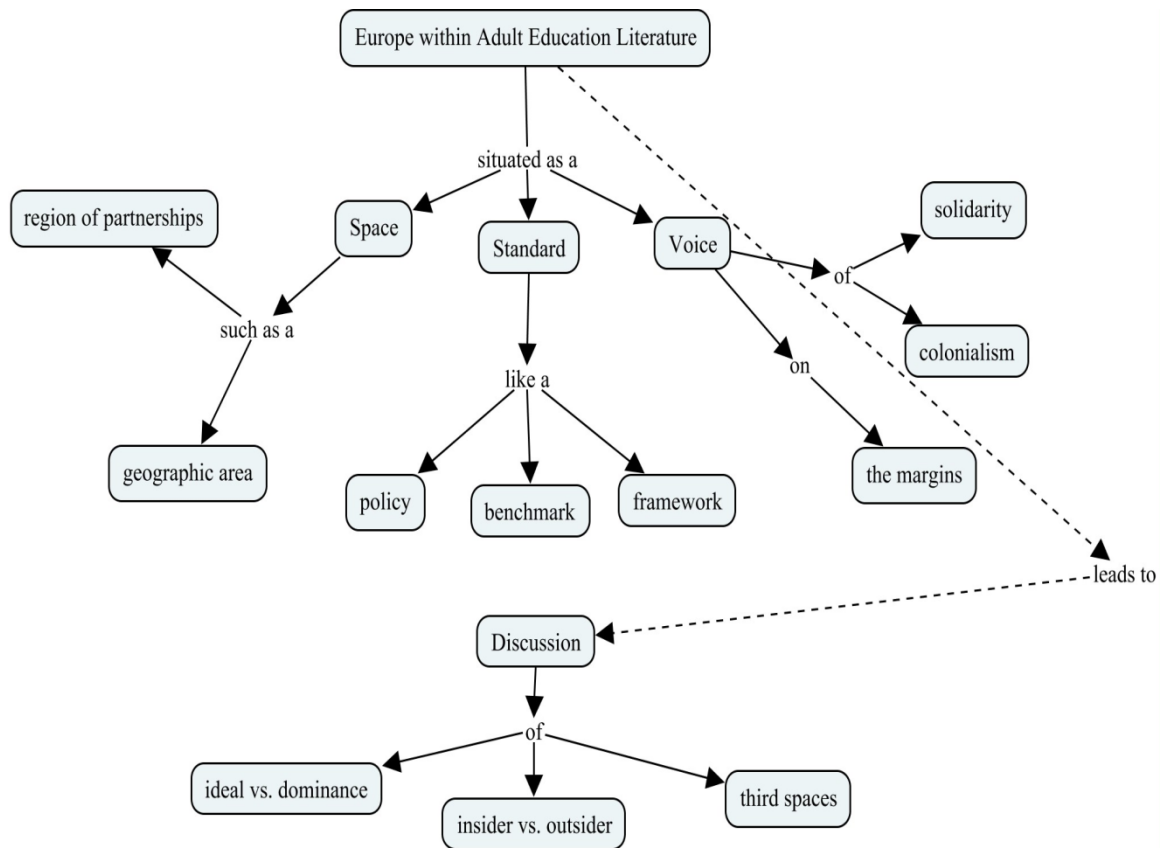 Europe within Adult Education Literature
situated as a
region of partnerships
Space
Standard
Voice
of
solidarity
such as a
colonialism
like a
on
geographic area
policy
benchmark
framework
the margins
leads to
Discussion
of
ideal vs. dominance
insider vs. outsider
third spaces